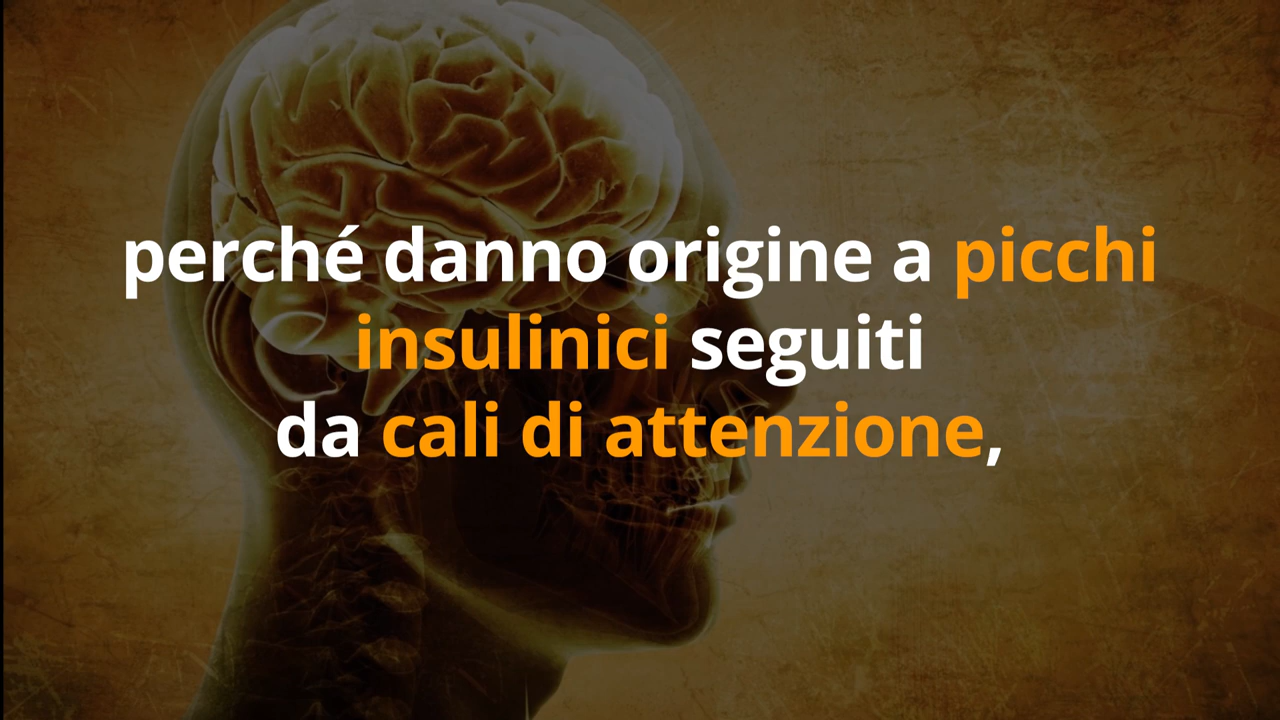 perché danno origine a picchi
insulinici seguiti
da cali di attenzione,